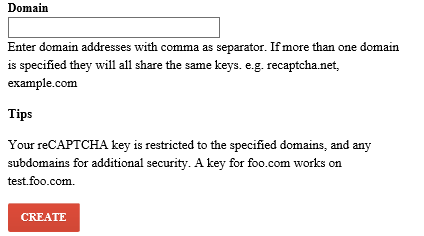 Domain
Enter domain addresses with comma as separator. If more than one domain
is specified they will all share the same keys. e.g. recaptcha.net,
example.com
Tips
Your reCAPTCHA key is restricted to the specified domains, and any
subdomains for additional security. A key for foo.com works on
test.foo.com.
CREATE